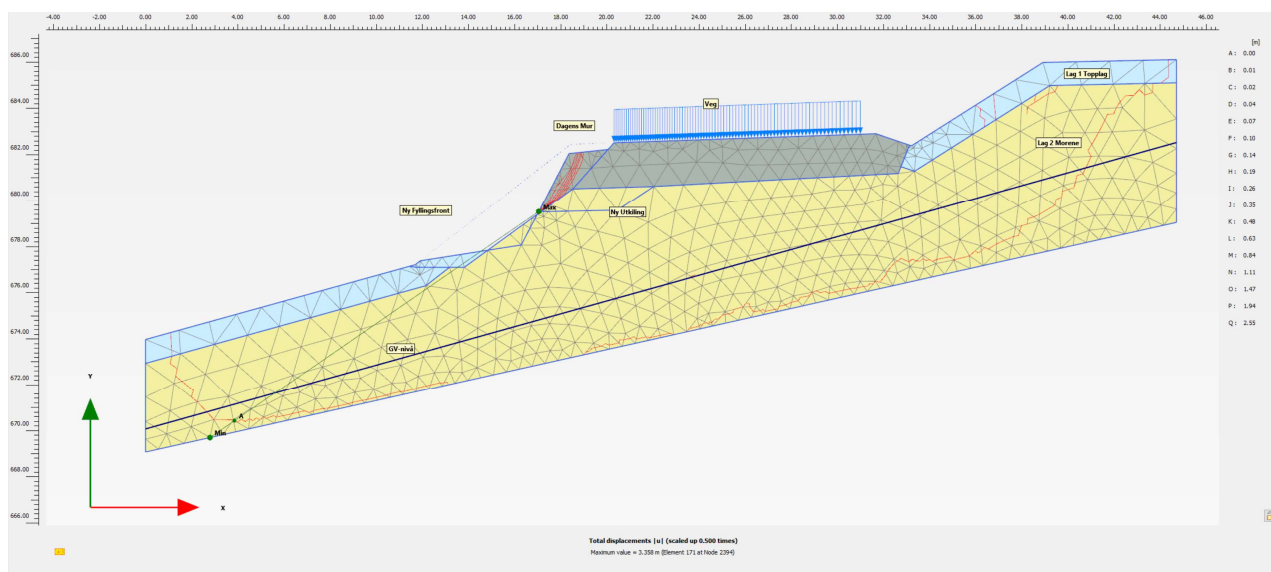 -4.00 -2.00 0.00 2.00 4.00 6.00 8.00 10.00 12.00 14.00 16.00 18.00 20.00 22.00 24.00 26.00 28.00 30.00 32.00 34.00 36.00 38.00 40.00 42.00 44.00 46.00
686.00
684.00
682.00
680.00
678.00
676.00
674.00
672.00
670.00
668.00
666.00
Lag 1 Topplag
Veg
Dagens Mur
Lag 2 Morene
Max
Ny Fyllingsfront
Ny Utkiling
GV-nivå
A
Min
Y
X
[m]
A : 0.00
B : 0.01
C : 0.02
D : 0.04
E : 0.07
F : 0.10
G : 0.14
H : 0.19
I : 0.26
J : 0.35
K : 0.48
L : 0.63
M : 0.84
N : 1.11
O : 1.47
P : 1.94
Q : 2.55
Total displacements |u| (scaled up 0.500 times)
Maximum value = 3.358 m (Element 171 at Node 2394)